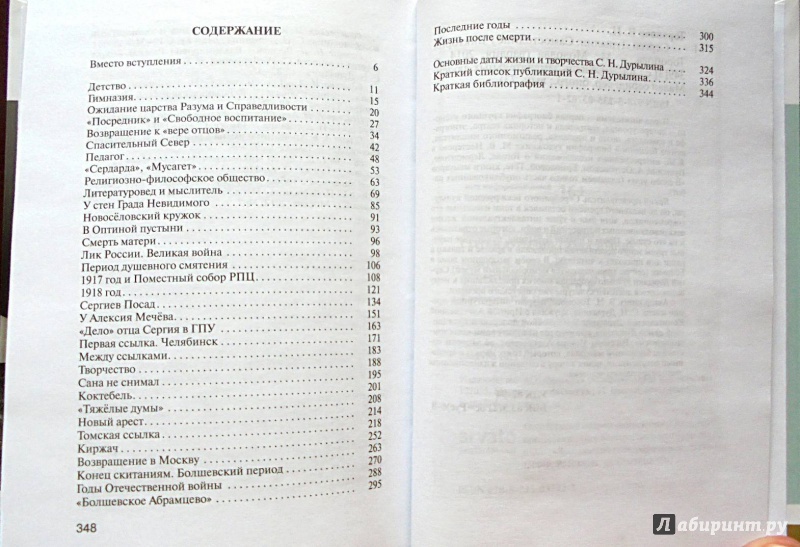 СОДЕРЖАНИЕ
Вместо вступления . . . 6
Детство . . . 11
Гимназия . . . 15
Ожидание царства Разума и Справедливости . . . 20
«Посредник» и «Свободное воспитание» . . . 27
Возвращение к «вере отцов» . . . 34
Спасительный Север . . . 42
Педагог . . . 48
«Сердарда», «Мусагет» . . . 53
Религиозно-философское общество . . . 63
Литературовед и мыслитель . . . 69
У стен Града Невидимого . . . 85
Новосёловский кружок . . . 91
В Оптиной пустыни . . . 93
Смерть матери . . . 96
Лик России. Великая война . . . 98
Период душевного смятения . . . 106
1917 год и Поместный собор РПЦ . . . 108
1918 год . . . 121
Сергиев Посад . . . 134
У Алексия Мечёва . . . 151
«Дело» отца Сергия в ГПУ . . . 163
Первая ссылка. Челябинск . . . 171
Между ссылками . . . 183
Творчество . . . 188
Сана не снимал . . . 195
Коктебель . . . 201
«Тяжёлые думы» . . . 208
Новый арест . . . 214
Томская ссылка . . . 218
Киржач . . . 252
Возвращение в Москву . . . 263
Конец скитаниям. Болшевский период . . . 270
Годы Отечественной войны . . . 288
«Болшевское Абрамцево» . . . 295
348
Последние годы . . . 300
Жизнь после смерти . . . 315
Основные даты жизни и творчества С. Н. Дурылина . . . 324
Краткий список публикаций С. Н. Дурылина . . . 336
Краткая библиография . . . 344
Лабиринт.ру